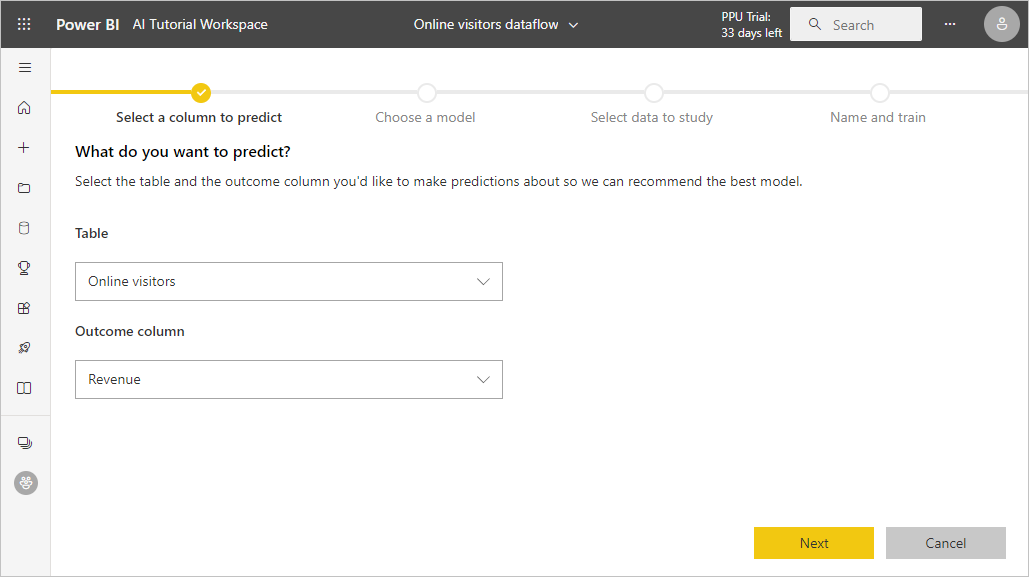 Power BI AI Tutorial Workspace Online visitors dataflow PPU Trial:
33 days left
Search
Select a column to predict Choose a model Select data to study Name and train
What do you want to predict?
Select the table and the outcome column you'd like to make predictions about so we can recommend the best model.
Table
Online visitors
Outcome column
Revenue
Next Cancel